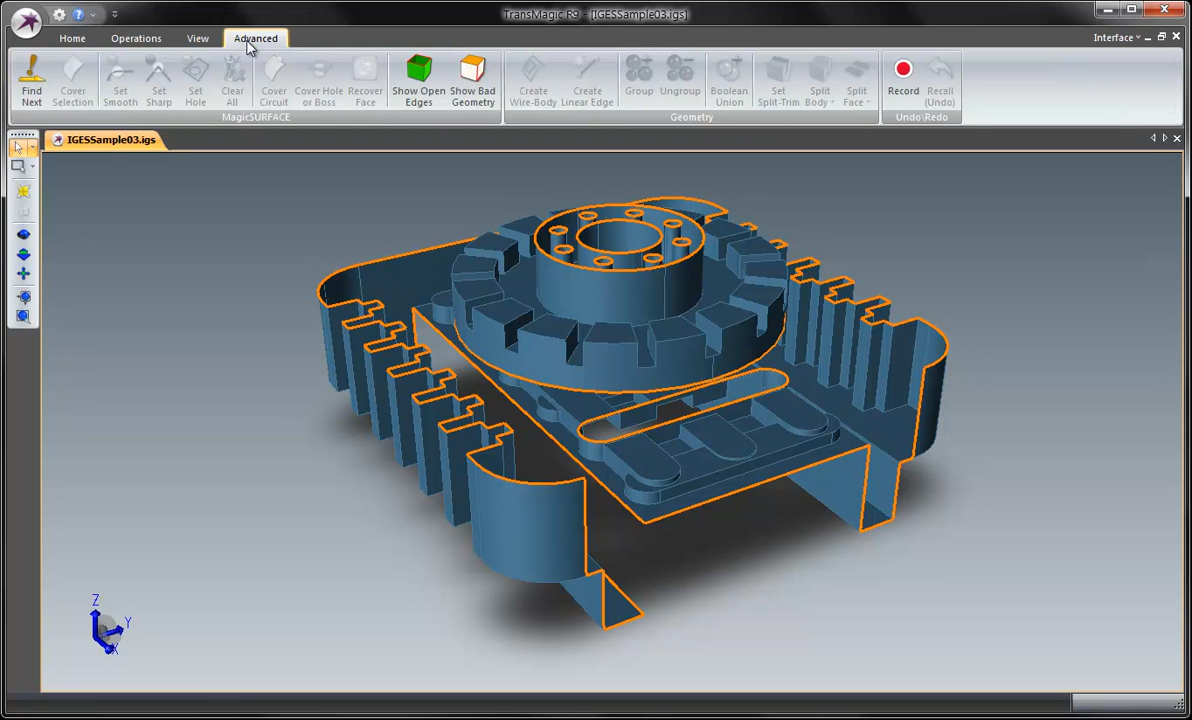 TransMagic R9 - [IGESSample03.igs]
Home Operations View Advanced Interface
Find Next
Cover Selection
Set Smooth
Set Sharp
Set Hole
Clear All
Cover Circuit
Cover Hole or Boss
Recover Face
Show Open Edges
Show Bad Geometry
Create Wire-Body
Create Linear Edge
Group
Ungroup
Boolean Union
Set Split-Trim
Split Body
Split Face
Record
Recall (Undo)
MagicSURFACE Geometry Undo\Redo
IGESSample03.igs
Z
Y
X